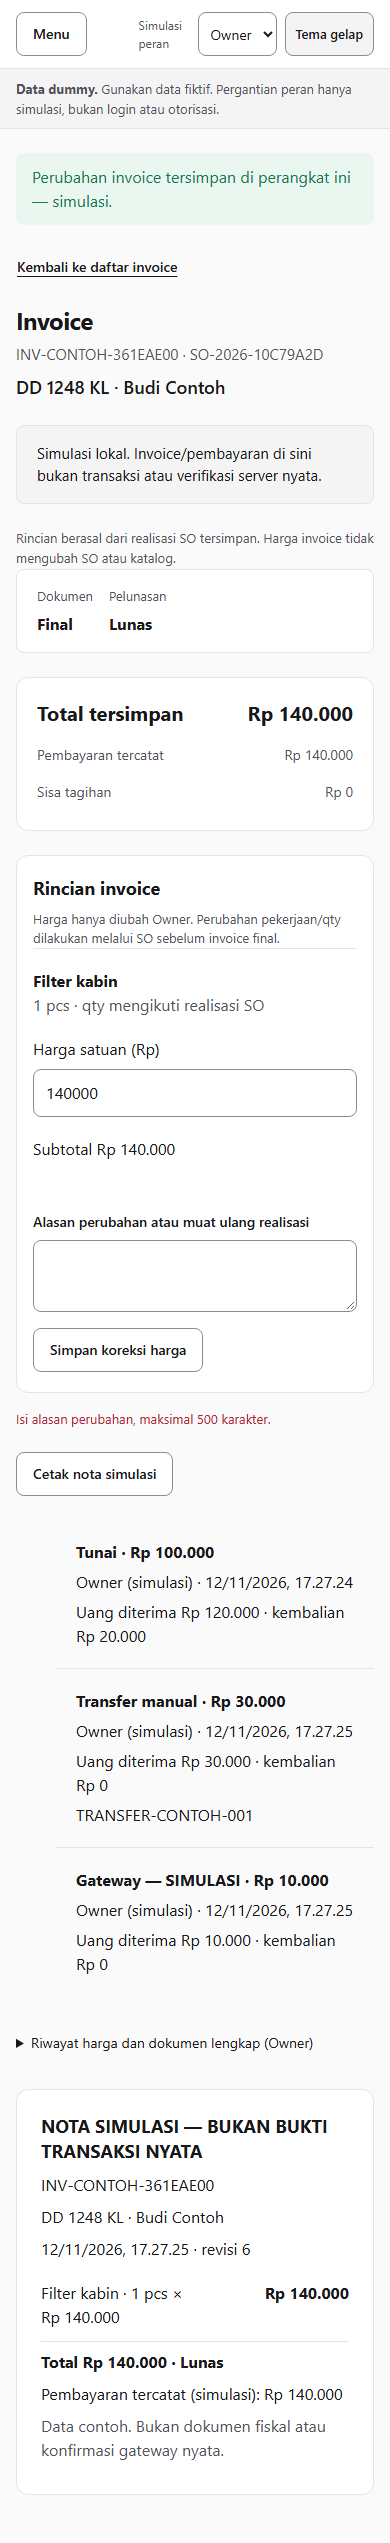 Menu
Simulasi peran
Owner
Tema gelap
Data dummy. Gunakan data fiktif. Pergantian peran hanya
simulasi, bukan login atau otorisasi.
Perubahan invoice tersimpan di perangkat ini
— simulasi.
Kembali ke daftar invoice
Invoice
INV-CONTOH-361EAE00 · SO-2026-10C79A2D
DD 1248 KL · Budi Contoh
Simulasi lokal. Invoice/pembayaran di sini
bukan transaksi atau verifikasi server nyata.
Rincian berasal dari realisasi SO tersimpan. Harga invoice tidak
mengubah SO atau katalog.
Dokumen Pelunasan
Final Lunas
Total tersimpan Rp 140.000
Pembayaran tercatat Rp 140.000
Sisa tagihan Rp 0
Rincian invoice
Harga hanya diubah Owner. Perubahan pekerjaan/qty
dilakukan melalui SO sebelum invoice final.
Filter kabin
1 pcs · qty mengikuti realisasi SO
Harga satuan (Rp)
140000
Subtotal Rp 140.000
Alasan perubahan atau muat ulang realisasi
Simpan koreksi harga
Isi alasan perubahan, maksimal 500 karakter.
Cetak nota simulasi
Tunai · Rp 100.000
Owner (simulasi) · 12/11/2026, 17.27.24
Uang diterima Rp 120.000 · kembalian
Rp 20.000
Transfer manual · Rp 30.000
Owner (simulasi) · 12/11/2026, 17.27.25
Uang diterima Rp 30.000 · kembalian
Rp 0
TRANSFER-CONTOH-001
Gateway — SIMULASI · Rp 10.000
Owner (simulasi) · 12/11/2026, 17.27.25
Uang diterima Rp 10.000 · kembalian
Rp 0
Riwayat harga dan dokumen lengkap (Owner)
NOTA SIMULASI — BUKAN BUKTI
TRANSAKSI NYATA
INV-CONTOH-361EAE00
DD 1248 KL · Budi Contoh
12/11/2026, 17.27.25 · revisi 6
Filter kabin · 1 pcs × Rp 140.000
Rp 140.000
Total Rp 140.000 · Lunas
Pembayaran tercatat (simulasi): Rp 140.000
Data contoh. Bukan dokumen fiskal atau
konfirmasi gateway nyata.